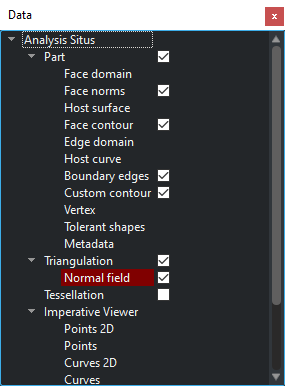 Data
x
Analysis Situs
Part
Face domain
Face norms
Host surface
Face contour
Edge domain
Host curve
Boundary edges
Custom contour
Vertex
Tolerant shapes
Metadata
Triangulation
Normal field
Tessellation
Imperative Viewer
Points 2D
Points
Curves 2D
Curves